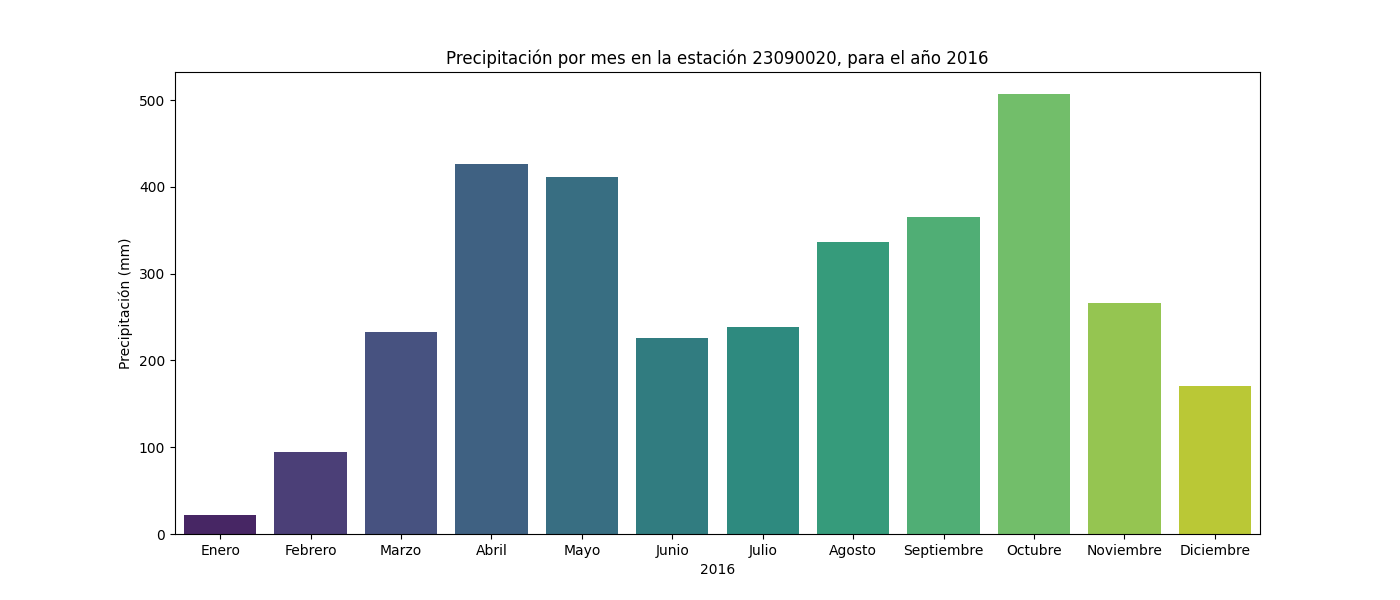 Precipitación por mes en la estación 23090020, para el año 2016
Precipitación (mm)
500
400
300
200
100
0
Enero Febrero Marzo Abril Mayo Junio Julio Agosto Septiembre Octubre Noviembre Diciembre
2016